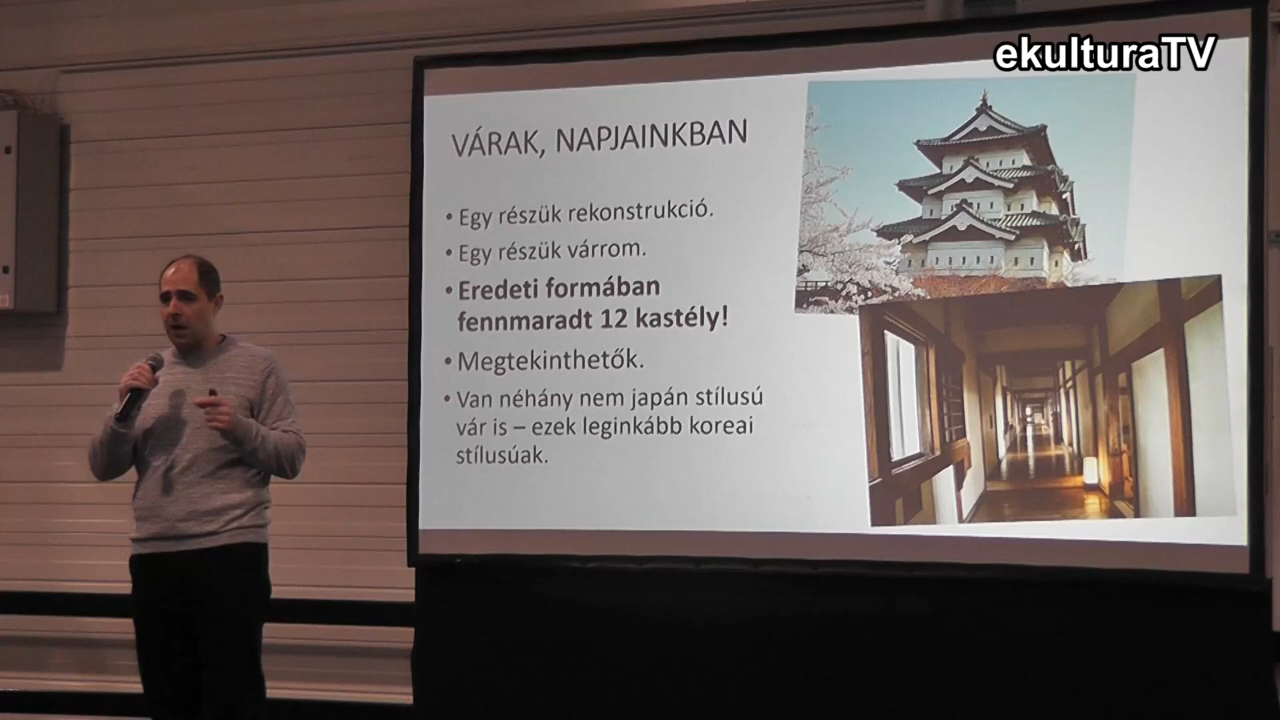 ekulturaTV
VÁRAK, NAPJAINKBAN
• Egy részük rekonstrukció.
• Egy részük várrom.
• Eredeti formában
fennmaradt 12 kastély!
• Megtekinthetők.
• Van néhány nem japán stílusú
vár is – ezek leginkább koreai
stílusúak.